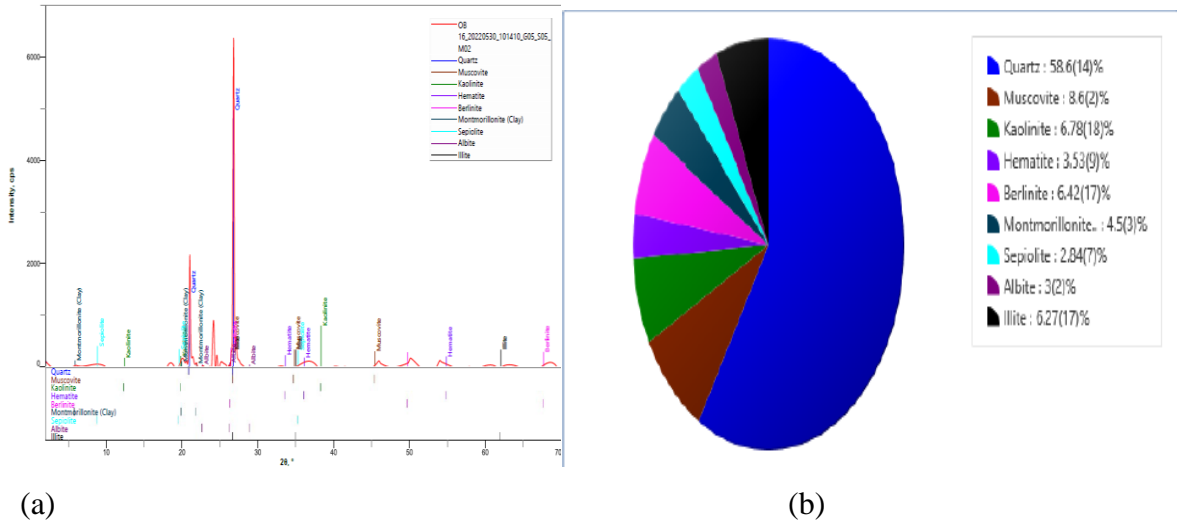 OB
16_20220530_101410_G05_S05_
M02
Quartz
Muscovite
Kaolinite
Hematite
Berlinite
Montmorillonite (Clay)
Sepiolite
Albite
Illite
Intensity, cps
6000
4000
2000
0
Montmorillonite (Clay)
Sepiolite
Kaolinite
Quartz
Montmorillonite (Clay)
Albite
Quartz
Albite
Hematite
Muscovite
Hematite
Kaolinite
Muscovite
Hematite
Illite
Berlinite
Quartz
Muscovite
Kaolinite
Hematite
Berlinite
Montmorillonite (Clay)
Sepiolite
Albite
Illite
10
20
30
40
50
60
70
2θ, °
Quartz : 58.6(14)%
Muscovite : 8.6(2)%
Kaolinite : 6.78(18)%
Hematite : 3.53(9)%
Berlinite : 6.42(17)%
Montmorillonite.. : 4.5(3)%
Sepiolite : 2.84(7)%
Albite : 3(2)%
Illite : 6.27(17)%
(a)
(b)